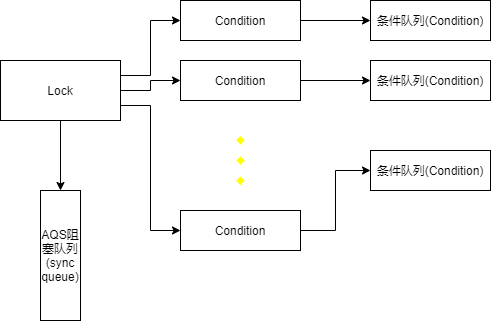 Condition
条件队列(Condition)
Lock
Condition
条件队列(Condition)
条件队列(Condition)
Condition
AQS阻
塞队列
(sync
queue)